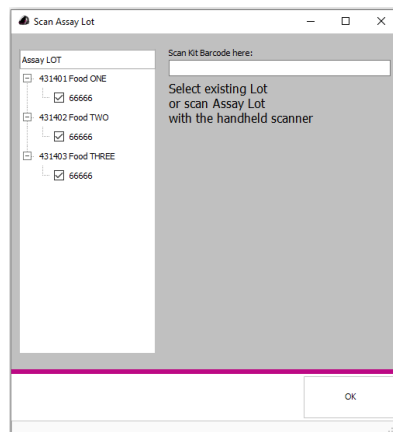 Scan Assay Lot
Assay LOT
431401 Food ONE
66666
431402 Food TWO
66666
431403 Food THREE
66666
Scan Kit Barcode here:
Select existing Lot
or scan Assay Lot
with the handheld scanner
OK